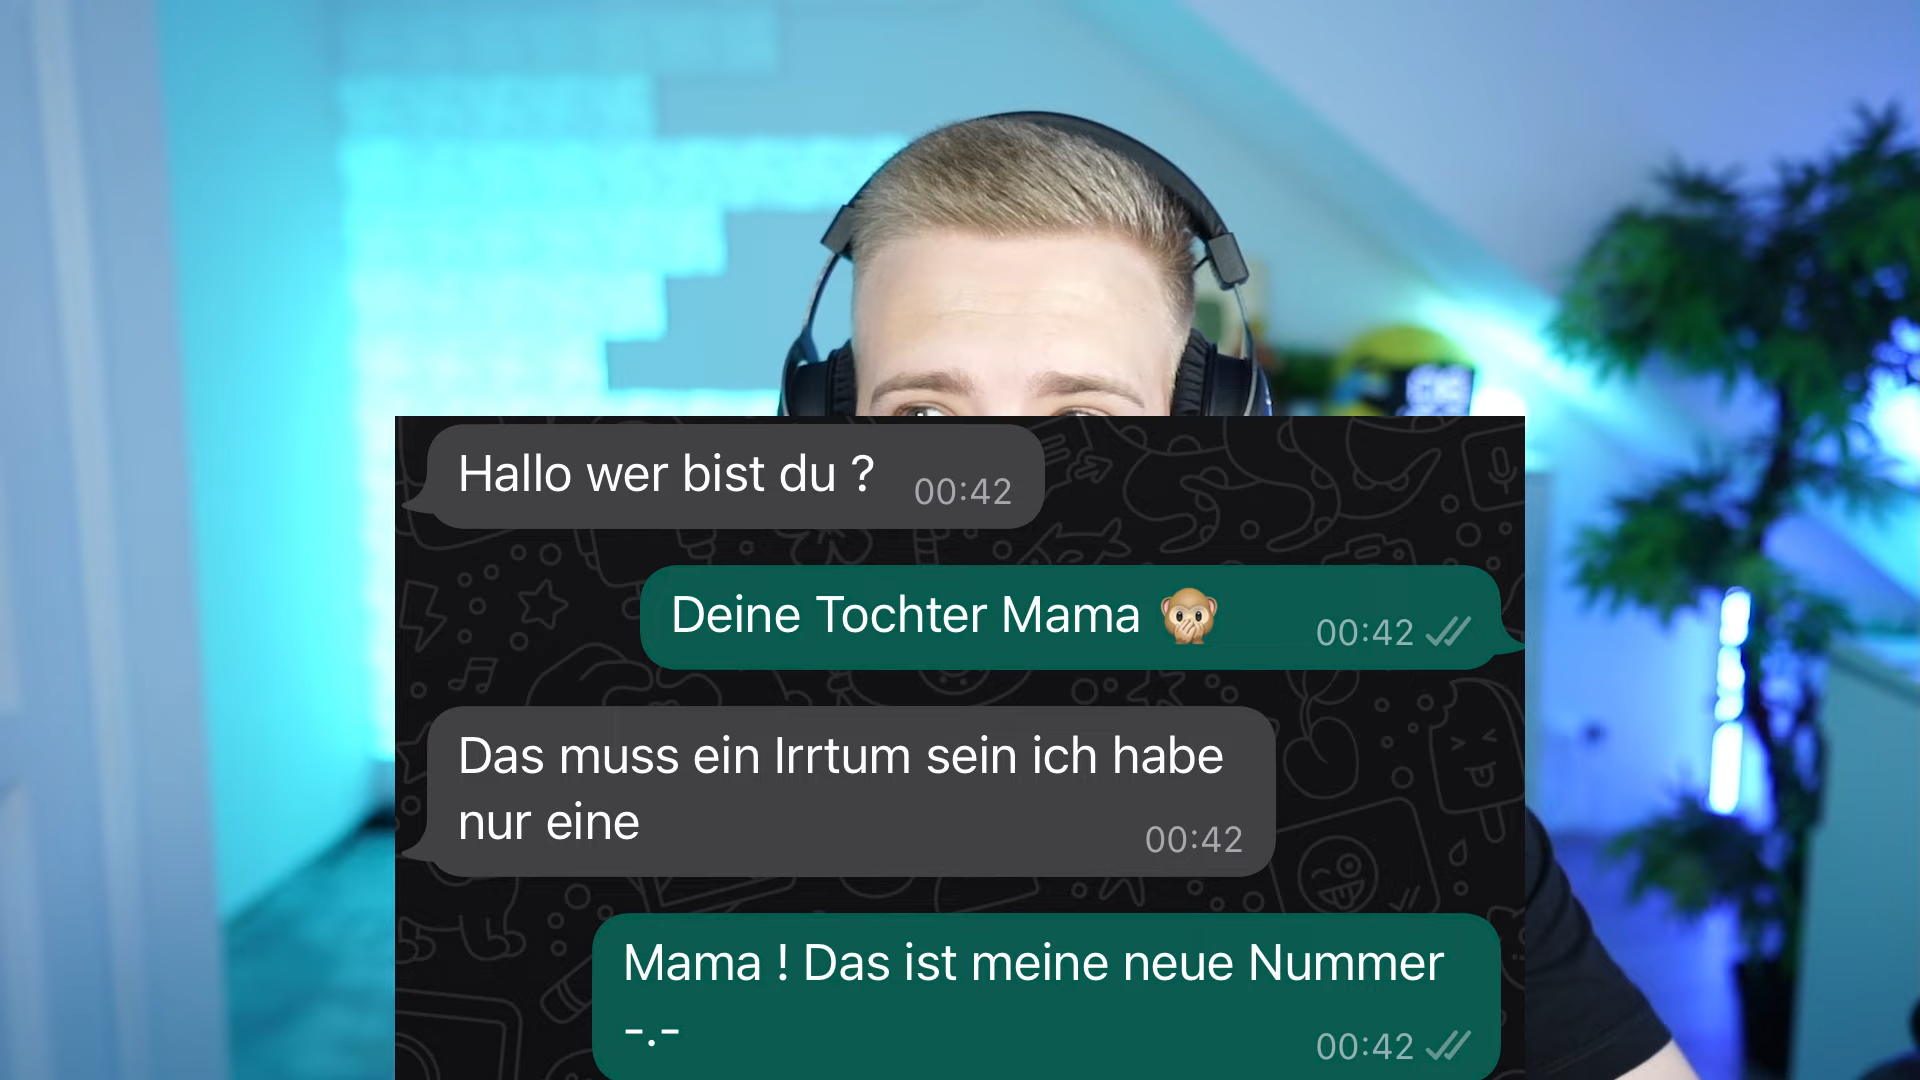 Hallo wer bist du ? 00:42
Deine Tochter Mama 🙊 00:42
Das muss ein Irrtum sein ich habe
nur eine 00:42
Mama ! Das ist meine neue Nummer
-.- 00:42